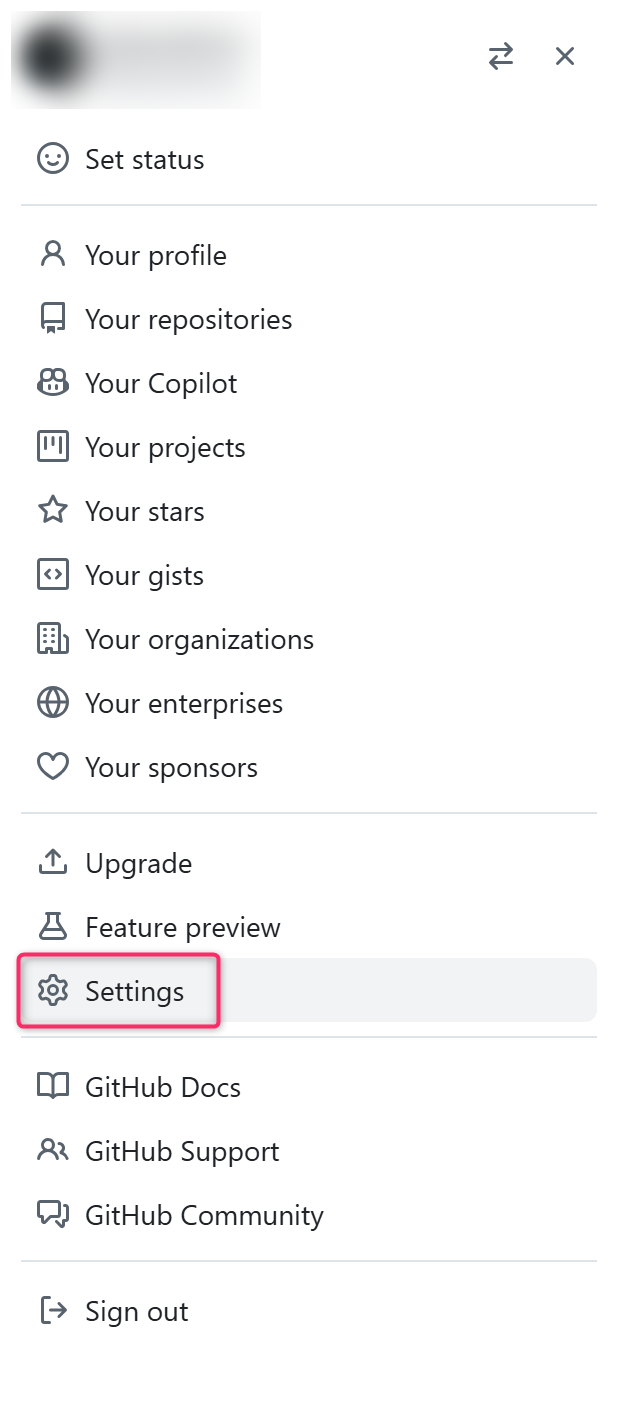 Set status
Your profile
Your repositories
Your Copilot
Your projects
Your stars
Your gists
Your organizations
Your enterprises
Your sponsors
Upgrade
Feature preview
Settings
GitHub Docs
GitHub Support
GitHub Community
Sign out